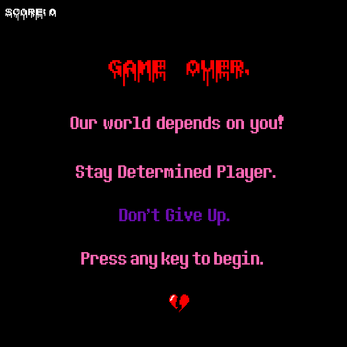 SCORE: 0
GAME OVER.
Our world depends on you!
Stay Determined Player.
Don't Give Up.
Press any key to begin.